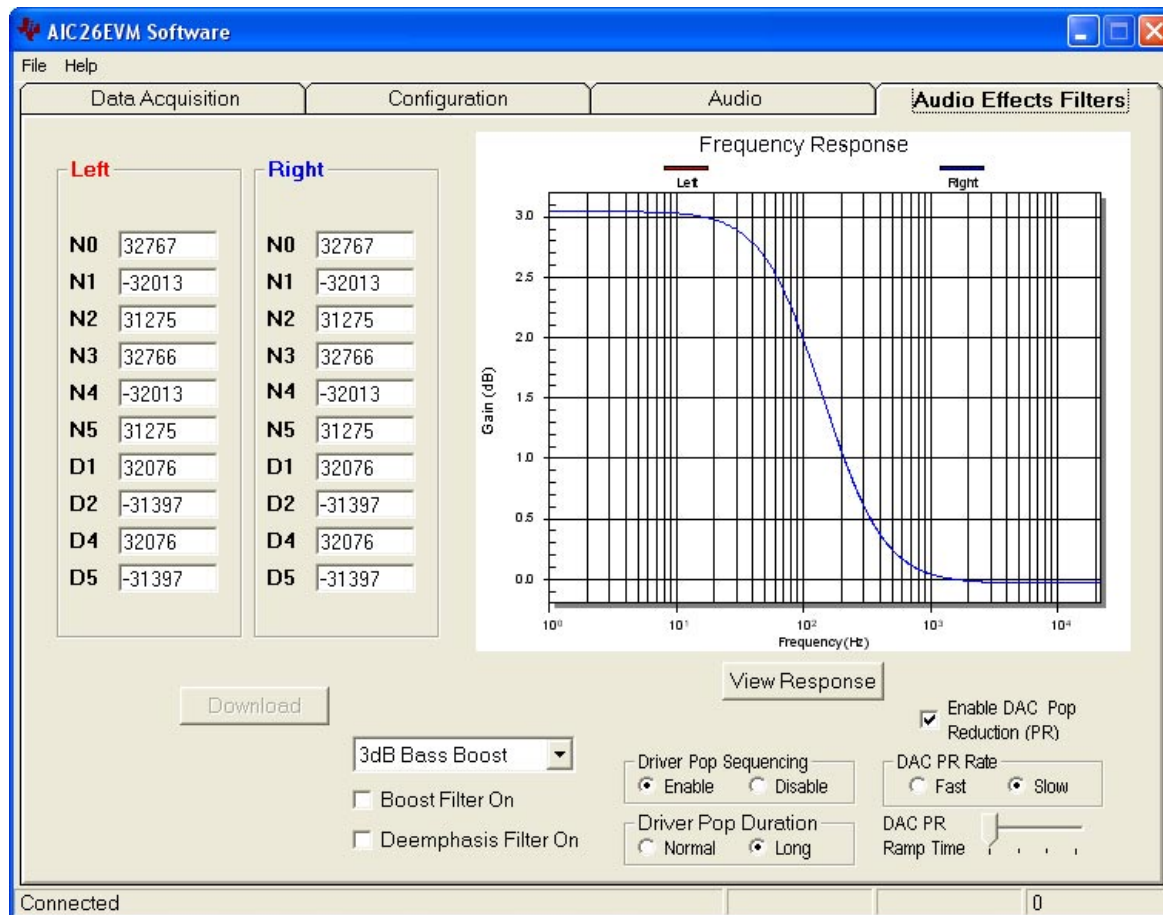 AIC26EVM Software
File Help
Data Acquisition
Configuration
Audio
Audio Effects Filters
Left
N0 32767
N1 -32013
N2 31275
N3 32766
N4 -32013
N5 31275
D1 32076
D2 -31397
D4 32076
D5 -31397
Right
N0 32767
N1 -32013
N2 31275
N3 32766
N4 -32013
N5 31275
D1 32076
D2 -31397
D4 32076
D5 -31397
Frequency Response
Left
Right
3.0
2.5
2.0
1.5
1.0
0.5
0.0
Gain (dB)
10⁰ 10¹ 10² 10³ 10⁴
Frequency(Hz)
View Response
Download
3dB Bass Boost
Boost Filter On
Deemphasis Filter On
Enable DAC Pop
Reduction (PR)
Driver Pop Sequencing
Enable Disable
DAC PR Rate
Fast Slow
Driver Pop Duration
Normal Long
DAC PR
Ramp Time
Connected
0